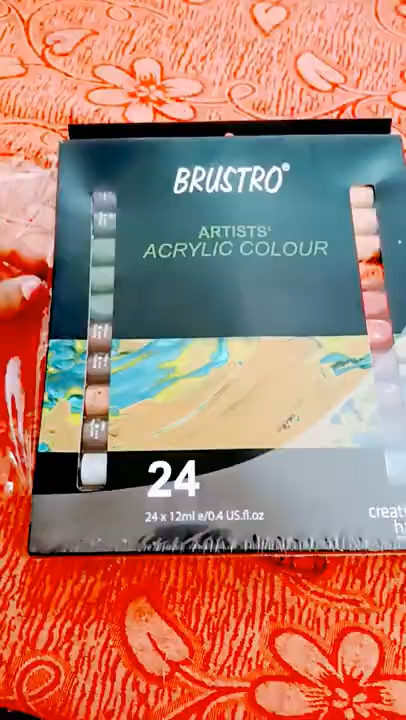 BRUSTRO®
ARTISTS'
ACRYLIC COLOUR
24
24 x 12ml e/0.4 US.fl.oz